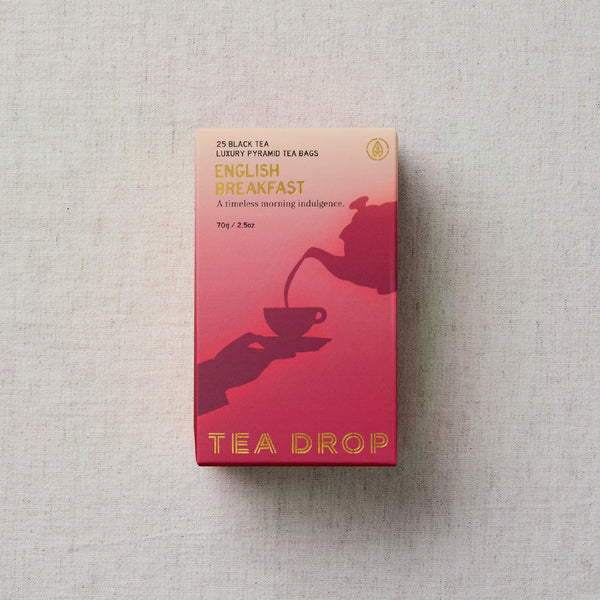 25 BLACK TEA
LUXURY PYRAMID TEA BAGS
ENGLISH
BREAKFAST
A timeless morning indulgence.
70g / 2.5oz
TEA DROP